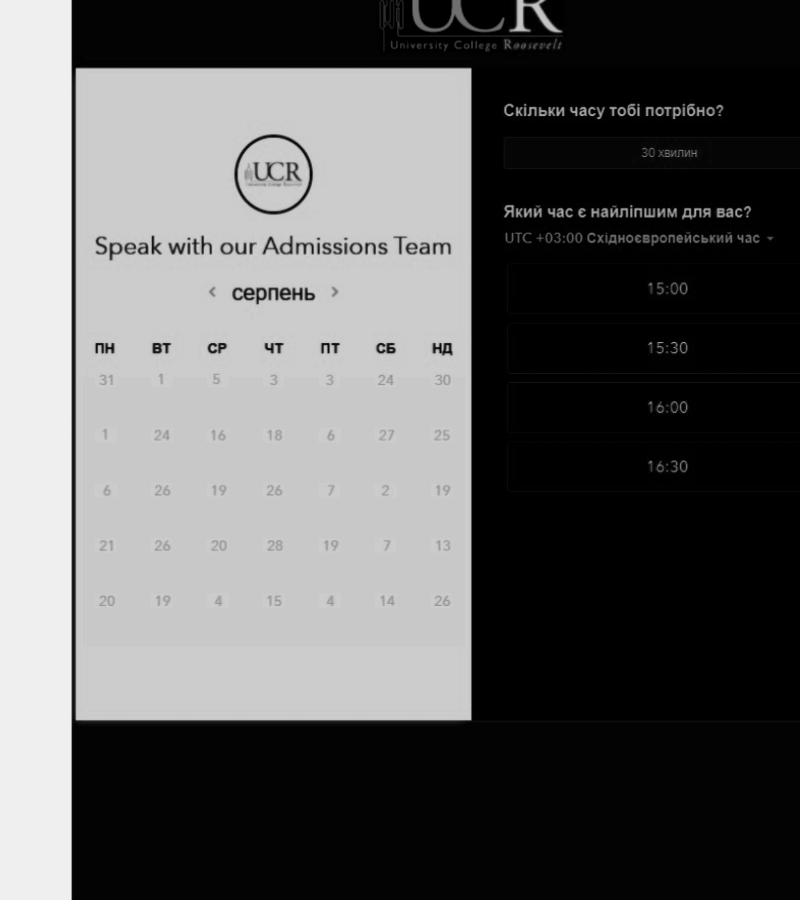 UCR
University College Roosevelt
UCR
Speak with our Admissions Team
< серпень >
ПН ВТ СР ЧТ ПТ СБ НД
31 1 5 3 3 24 30
1 24 16 18 6 27 25
6 26 19 26 7 2 19
21 26 20 28 19 7 13
20 19 4 15 4 14 26
Скільки часу тобі потрібно?
30 хвилин
Який час є найліпшим для вас?
UTC +03:00 Східноєвропейський час
15:00
15:30
16:00
16:30